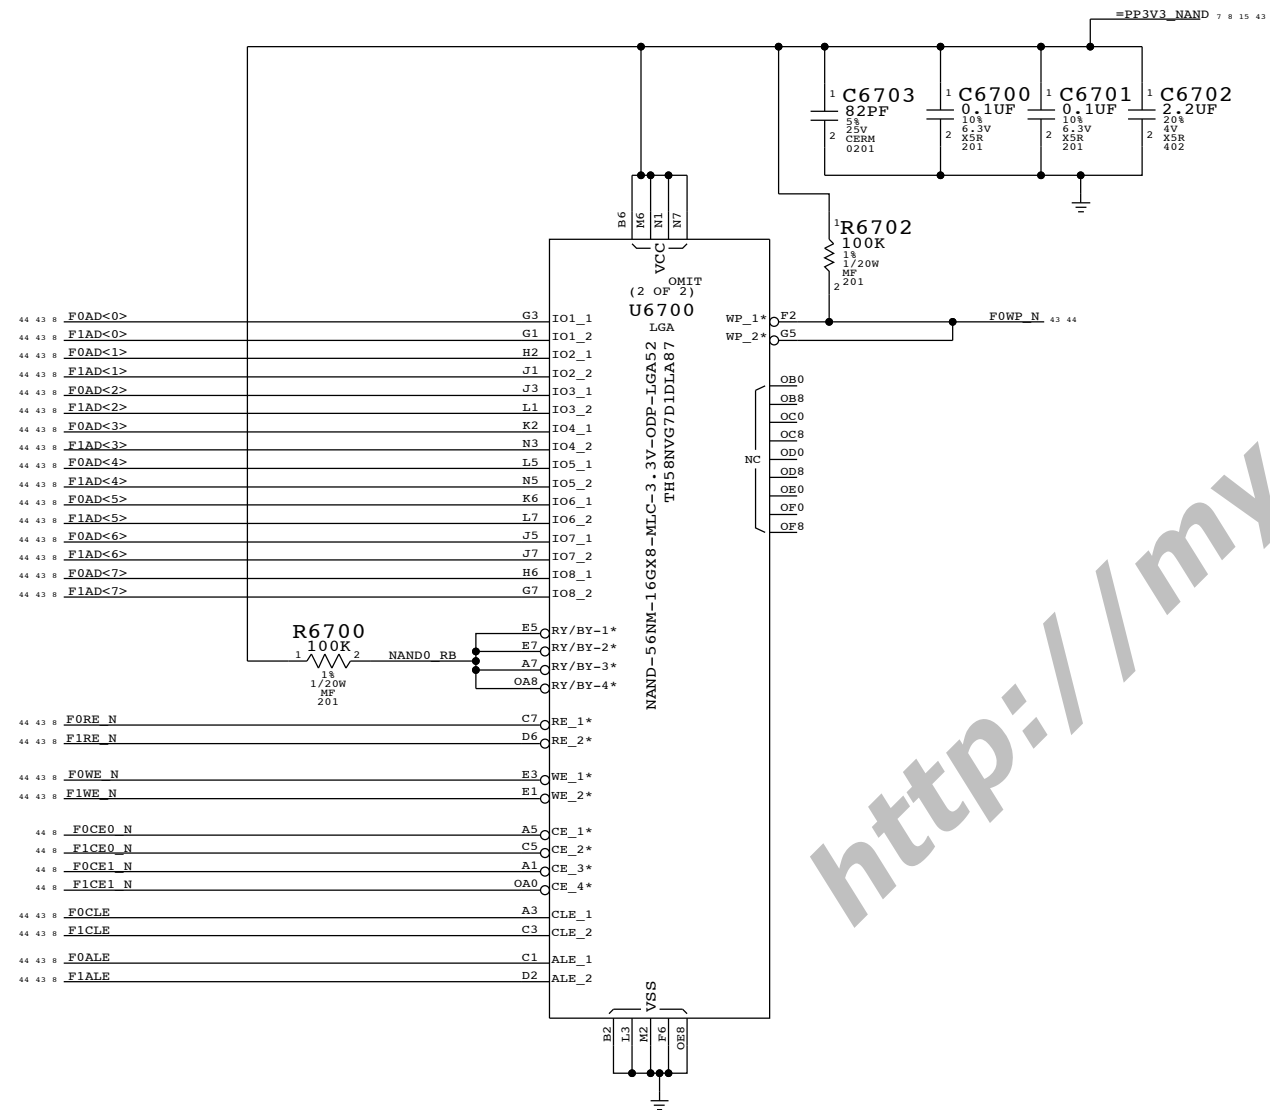 =PP3V3_NAND 7 8 15 43
1 C6703
82PF
5%
25V
CERM
0201
2
1 C6700
0.1UF
10%
6.3V
X5R
201
2
1 C6701
0.1UF
10%
6.3V
X5R
201
2
1 C6702
2.2UF
20%
4V
X5R
402
2
B6 M6 N1 N7
VCC
1 R6702
100K
1%
1/20W
MF
201
2
OMIT
(2 OF 2)
U6700
LGA
NAND-56NM-16GX8-MLC-3.3V-ODP-LGA52
TH58NVG7D1DLA87
44 43 8 F0AD<0> G3 IO1_1
44 43 8 F1AD<0> G1 IO1_2
44 43 8 F0AD<1> H2 IO2_1
44 43 8 F1AD<1> J1 IO2_2
44 43 8 F0AD<2> J3 IO3_1
44 43 8 F1AD<2> L1 IO3_2
44 43 8 F0AD<3> K2 IO4_1
44 43 8 F1AD<3> N3 IO4_2
44 43 8 F0AD<4> L5 IO5_1
44 43 8 F1AD<4> N5 IO5_2
44 43 8 F0AD<5> K6 IO6_1
44 43 8 F1AD<5> L7 IO6_2
44 43 8 F0AD<6> J5 IO7_1
44 43 8 F1AD<6> J7 IO7_2
44 43 8 F0AD<7> H6 IO8_1
44 43 8 F1AD<7> G7 IO8_2
WP_1* F2 F0WP_N 43 44
WP_2* G5
NC
OB0
OB8
OC0
OC8
OD0
OD8
OE0
OF0
OF8
R6700
1 100K 2
1%
1/20W
MF
201
NAND0_RB
E5 RY/BY-1*
E7 RY/BY-2*
A7 RY/BY-3*
OA8 RY/BY-4*
44 43 8 F0RE_N C7 RE_1*
44 43 8 F1RE_N D6 RE_2*
44 43 8 F0WE_N E3 WE_1*
44 43 8 F1WE_N E1 WE_2*
44 8 F0CE0_N A5 CE_1*
44 8 F1CE0_N C5 CE_2*
44 8 F0CE1_N A1 CE_3*
44 8 F1CE1_N OA0 CE_4*
44 43 8 F0CLE A3 CLE_1
44 43 8 F1CLE C3 CLE_2
44 43 8 F0ALE C1 ALE_1
44 43 8 F1ALE D2 ALE_2
VSS
B2 L3 M2 F6 OE8
http://my